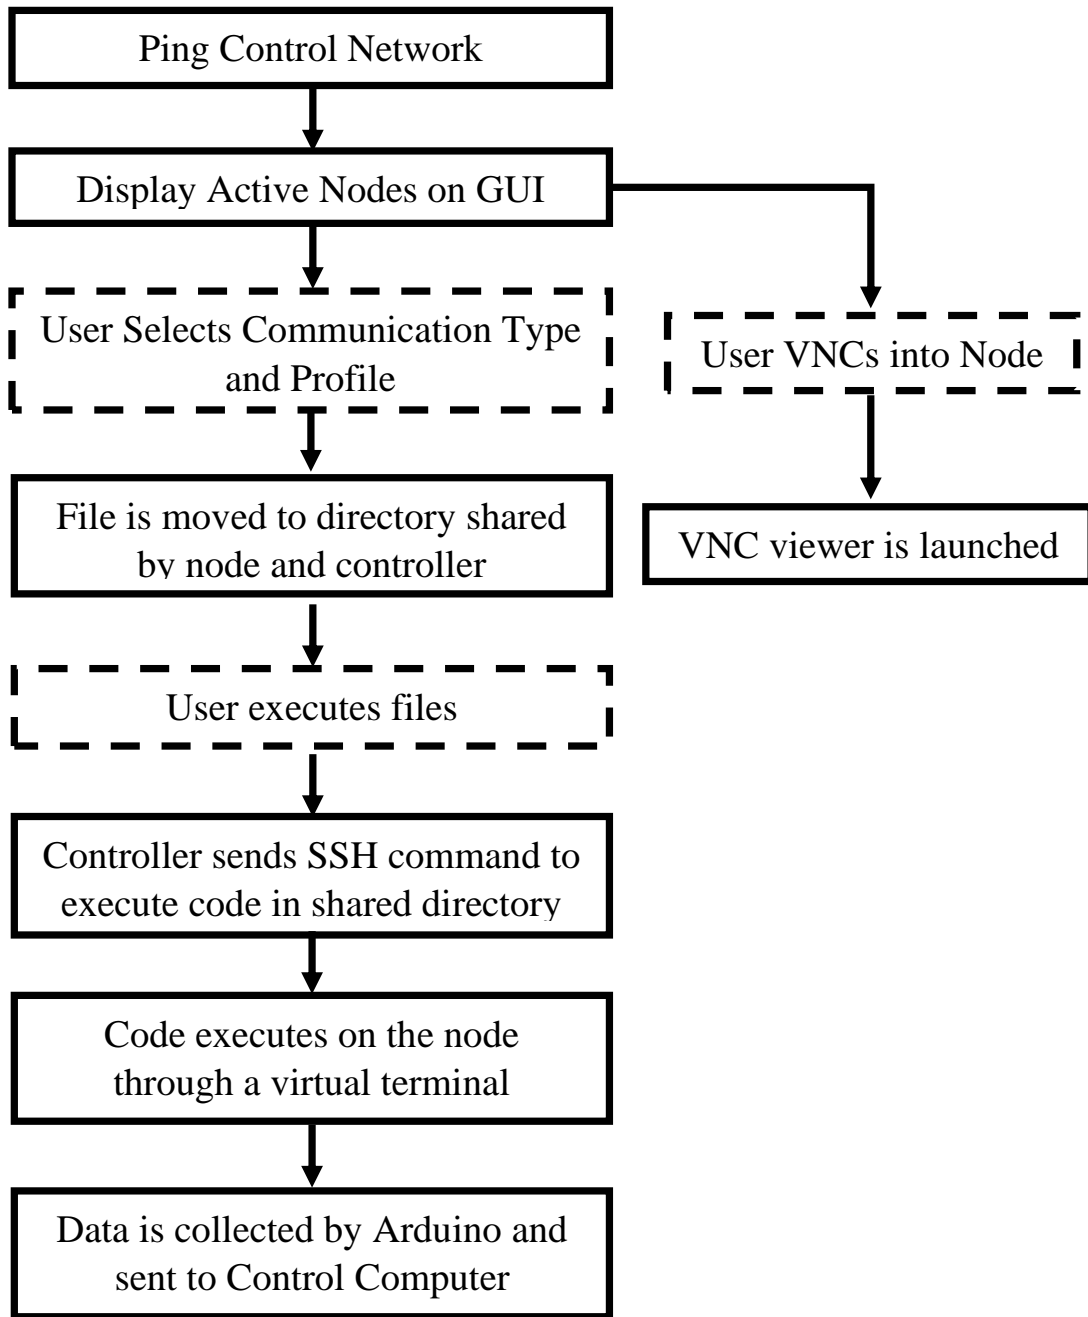 Ping Control Network
Display Active Nodes on GUI
User Selects Communication Type
and Profile
User VNCs into Node
File is moved to directory shared
by node and controller
VNC viewer is launched
User executes files
Controller sends SSH command to
execute code in shared directory
Code executes on the node
through a virtual terminal
Data is collected by Arduino and
sent to Control Computer